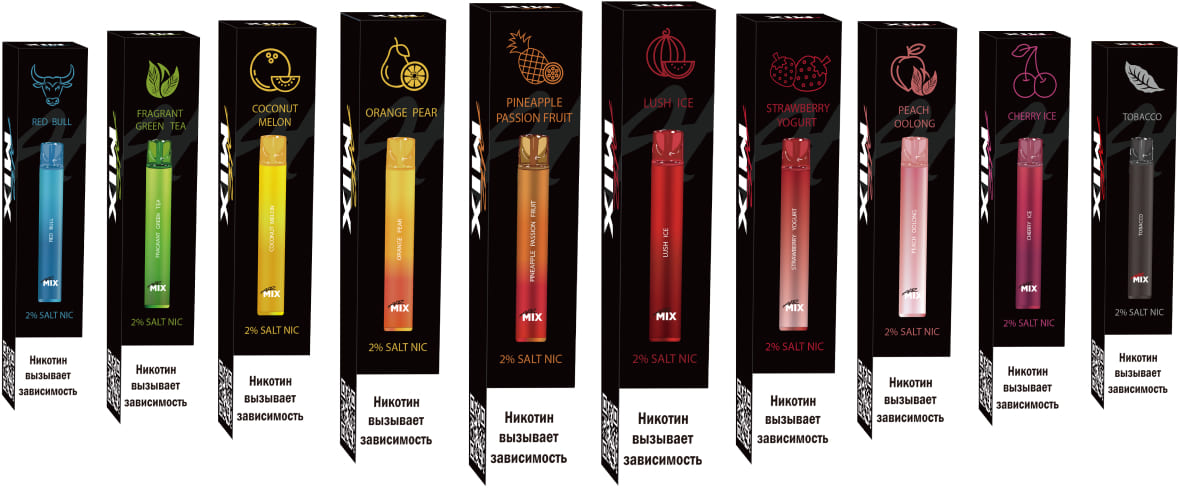 MIX
RED BULL
RED BULL
MIX
2% SALT NIC
Никотин
вызывает
зависимость
MIX
FRAGRANT
GREEN TEA
FRAGRANT GREEN TEA
MIX
2% SALT NIC
Никотин
вызывает
зависимость
MIX
COCONUT
MELON
COCONUT MELON
MIX
2% SALT NIC
Никотин
вызывает
зависимость
MIX
ORANGE PEAR
ORANGE PEAR
MIX
2% SALT NIC
Никотин
вызывает
зависимость
MIX
PINEAPPLE
PASSION FRUIT
PINEAPPLE PASSION FRUIT
MIX
2% SALT NIC
Никотин
вызывает
зависимость
MIX
LUSH ICE
LUSH ICE
MIX
2% SALT NIC
Никотин
вызывает
зависимость
MIX
STRAWBERRY
YOGURT
STRAWBERRY YOGURT
MIX
2% SALT NIC
Никотин
вызывает
зависимость
MIX
PEACH
OOLONG
PEACH OOLONG
MIX
2% SALT NIC
Никотин
вызывает
зависимость
MIX
CHERRY ICE
CHERRY ICE
MIX
2% SALT NIC
Никотин
вызывает
зависимость
MIX
TOBACCO
TOBACCO
MIX
2% SALT NIC
Никотин
вызывает
зависимость